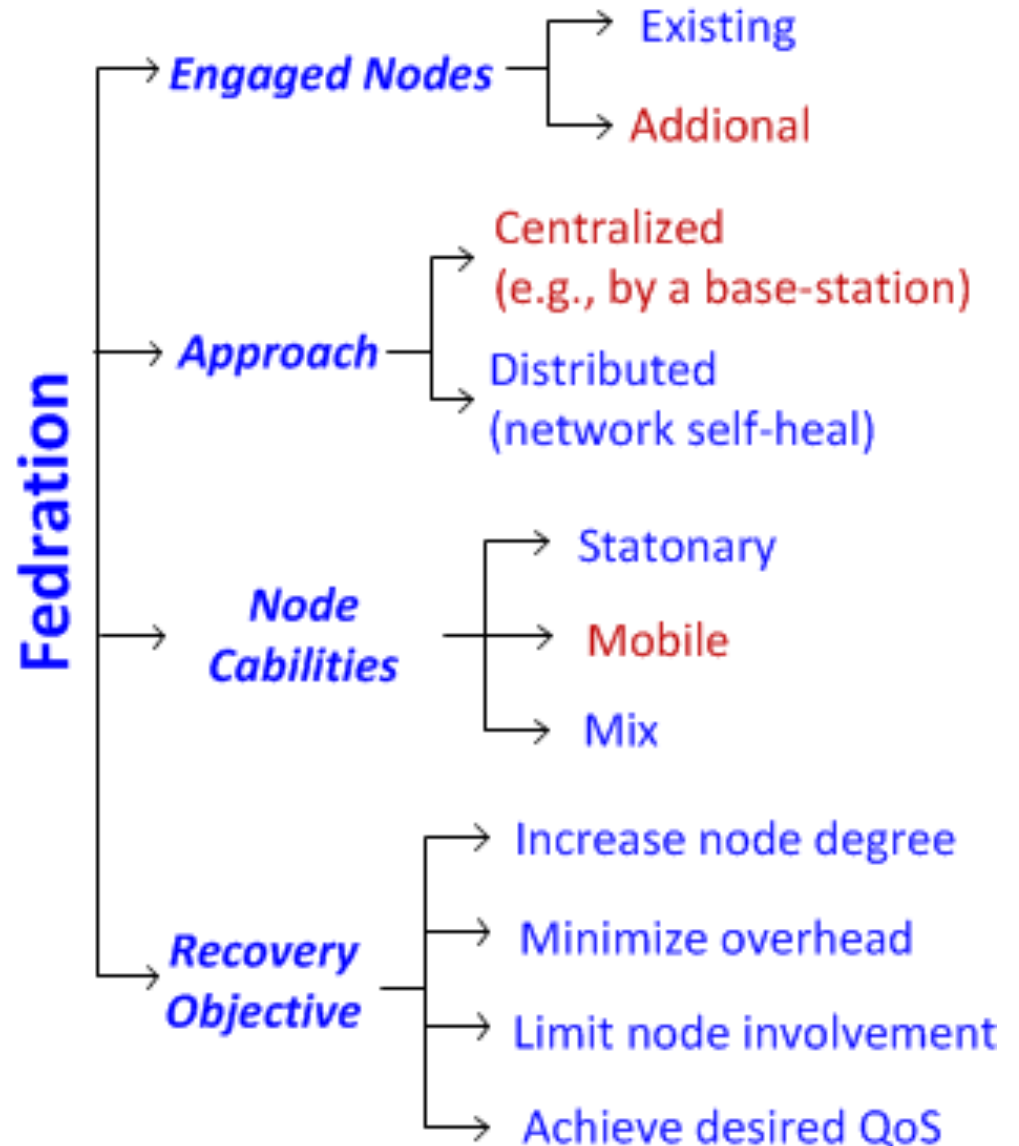 Fedration
Engaged Nodes
Existing
Addional
Approach
Centralized
(e.g., by a base-station)
Distributed
(network self-heal)
Node
Cabilities
Statonary
Mobile
Mix
Recovery
Objective
Increase node degree
Minimize overhead
Limit node involvement
Achieve desired QoS